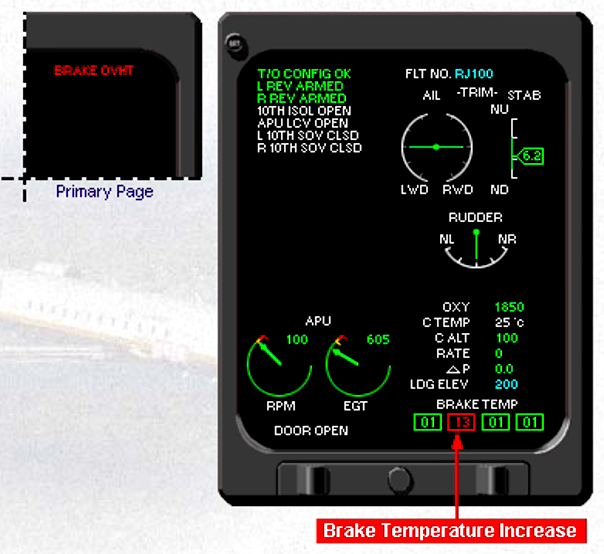 BRAKE OVHT
Primary Page
T/O CONFIG OK
L REV ARMED
R REV ARMED
10TH ISOL OPEN
APU LCV OPEN
L 10TH SOV CLSD
R 10TH SOV CLSD
FLT NO. RJ100
-TRIM-
AIL STAB
NU
6.2
LWD RWD ND
RUDDER
NL NR
OXY 1850
C TEMP 25 °c
C ALT 100
RATE 0
△ P 0.0
LDG ELEV 200
APU
100 605
RPM EGT
DOOR OPEN
BRAKE TEMP
01 13 01 01
Brake Temperature Increase